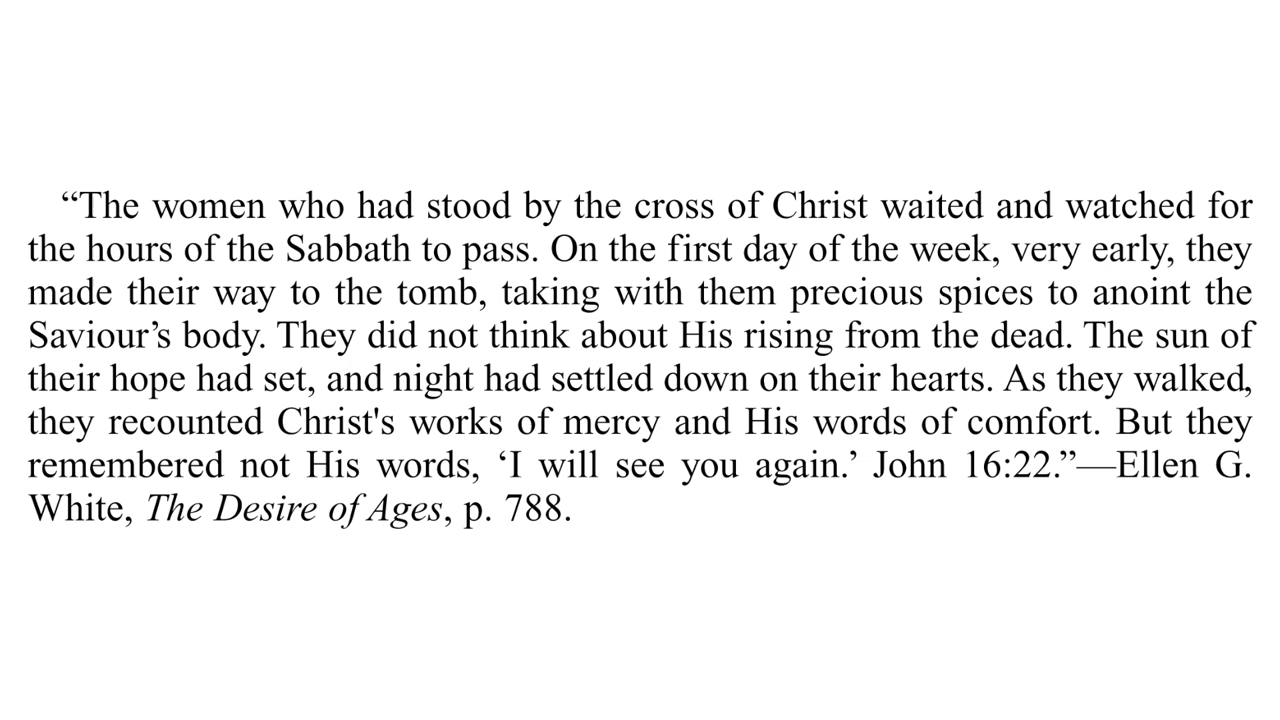 “The women who had stood by the cross of Christ waited and watched for
the hours of the Sabbath to pass. On the first day of the week, very early, they
made their way to the tomb, taking with them precious spices to anoint the
Saviour’s body. They did not think about His rising from the dead. The sun of
their hope had set, and night had settled down on their hearts. As they walked,
they recounted Christ's works of mercy and His words of comfort. But they
remembered not His words, ‘I will see you again.’ John 16:22.”—Ellen G.
White, The Desire of Ages, p. 788.